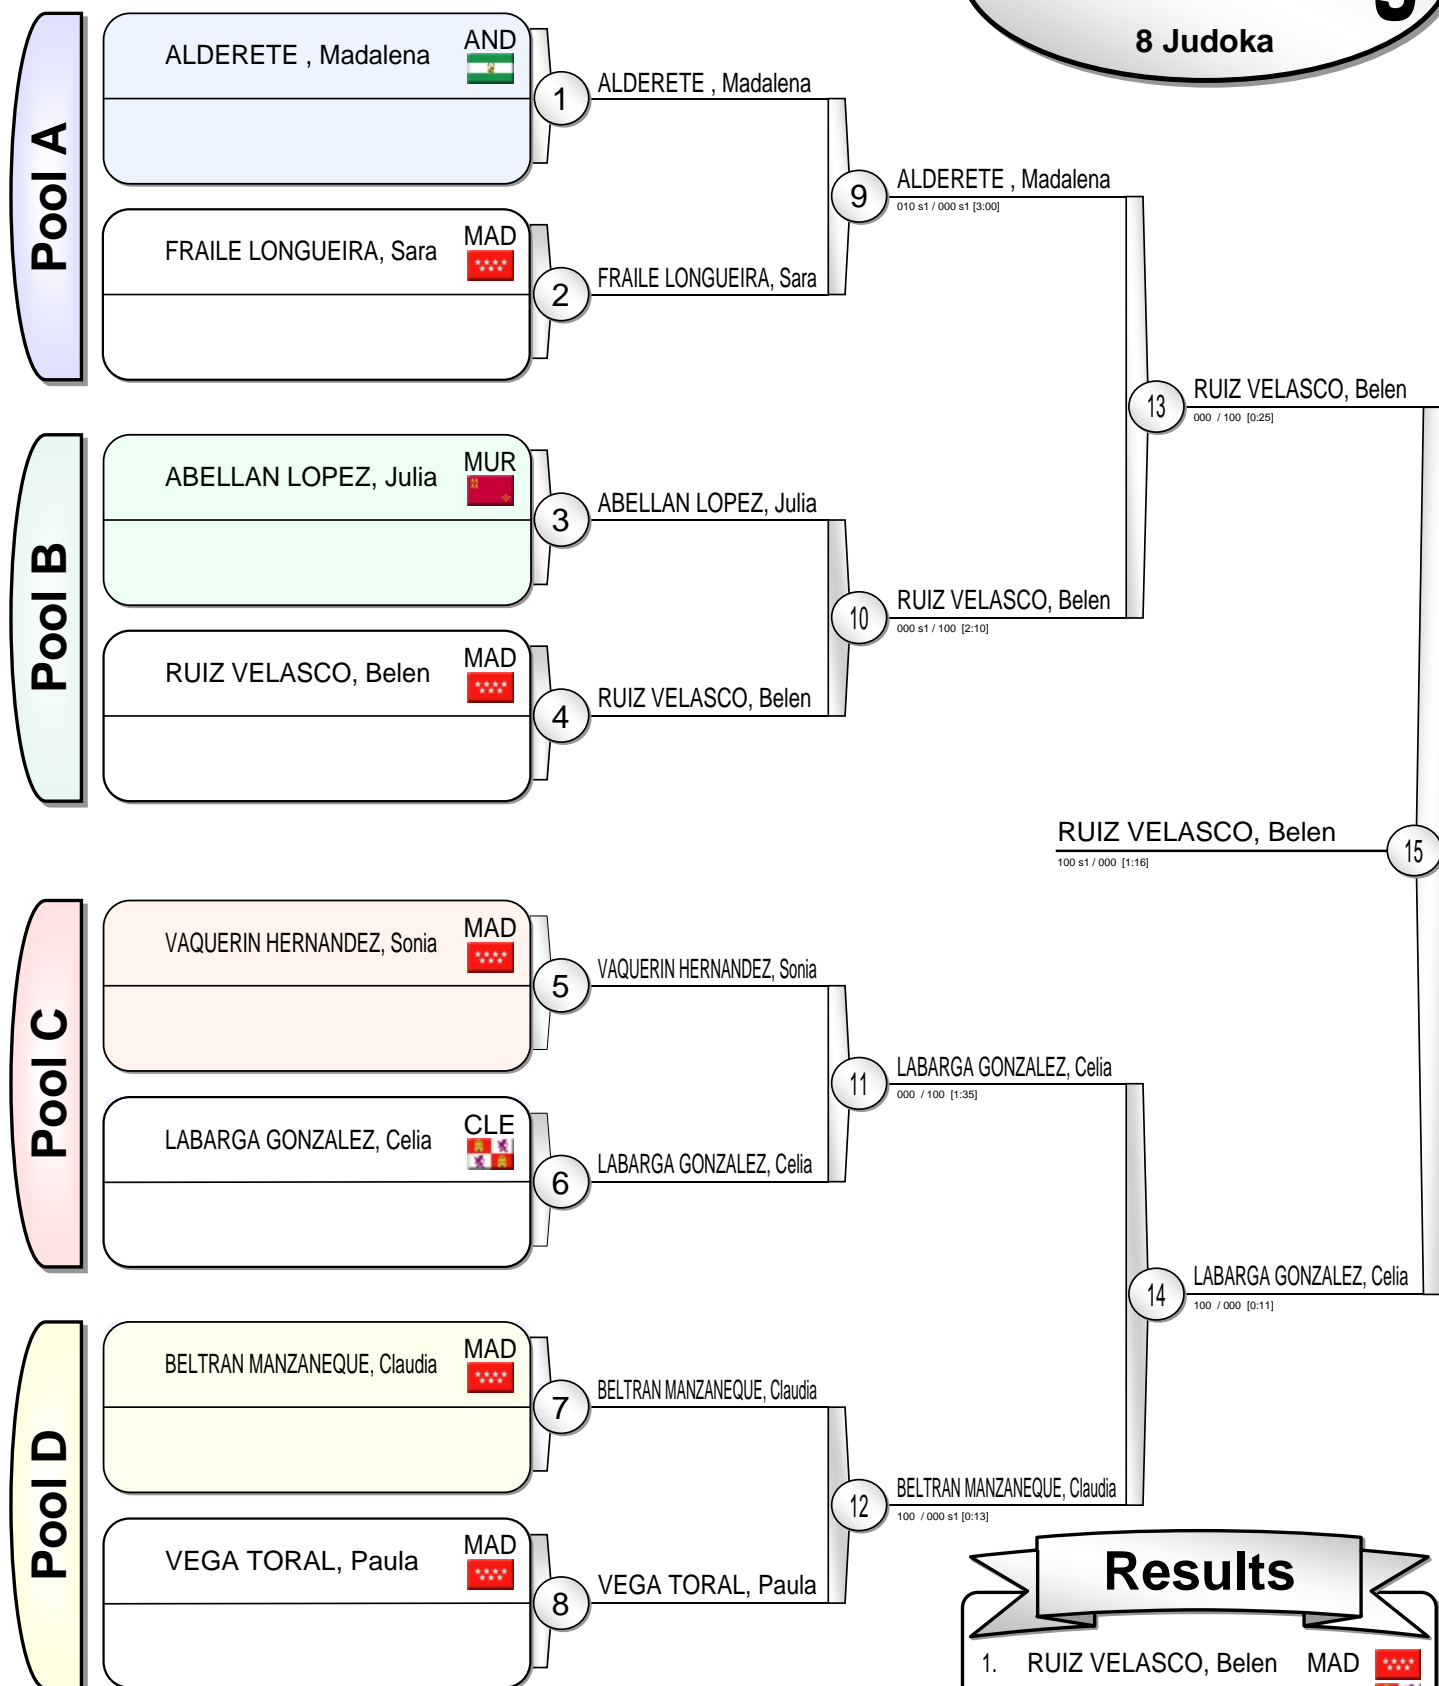 8 Judoka
Pool A
ALDERETE , Madalena AND
1
ALDERETE , Madalena
FRAILE LONGUEIRA, Sara MAD
2
FRAILE LONGUEIRA, Sara
9
ALDERETE , Madalena
010 s1 / 000 s1 [3:00]
Pool B
ABELLAN LOPEZ, Julia MUR
3
ABELLAN LOPEZ, Julia
RUIZ VELASCO, Belen MAD
4
RUIZ VELASCO, Belen
10
RUIZ VELASCO, Belen
000 s1 / 100 [2:10]
13
RUIZ VELASCO, Belen
000 / 100 [0:25]
RUIZ VELASCO, Belen
100 s1 / 000 [1:16]
15
Pool C
VAQUERIN HERNANDEZ, Sonia MAD
5
VAQUERIN HERNANDEZ, Sonia
LABARGA GONZALEZ, Celia CLE
6
LABARGA GONZALEZ, Celia
11
LABARGA GONZALEZ, Celia
000 / 100 [1:35]
Pool D
BELTRAN MANZANEQUE, Claudia MAD
7
BELTRAN MANZANEQUE, Claudia
VEGA TORAL, Paula MAD
8
VEGA TORAL, Paula
12
BELTRAN MANZANEQUE, Claudia
100 / 000 s1 [0:13]
14
LABARGA GONZALEZ, Celia
100 / 000 [0:11]
Results
1. RUIZ VELASCO, Belen MAD